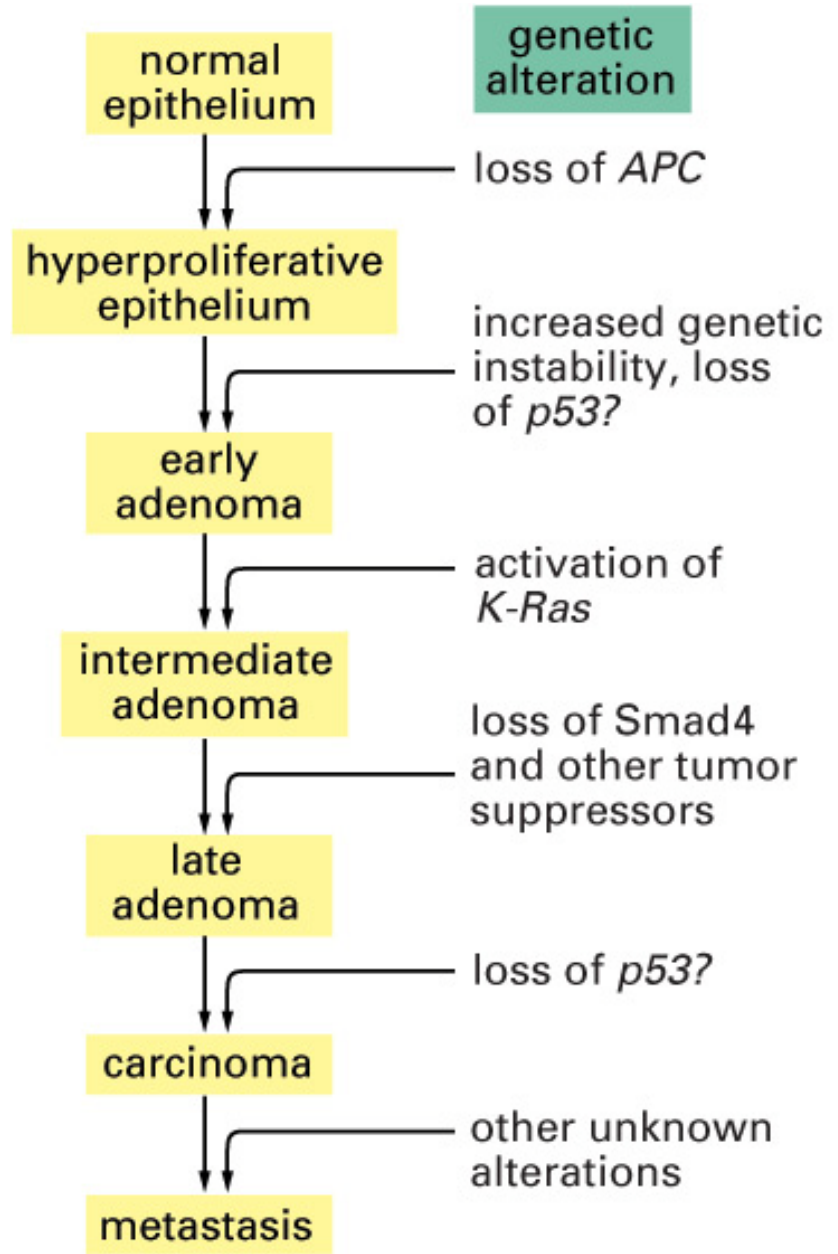 normal
epithelium
genetic
alteration
loss of APC
hyperproliferative
epithelium
increased genetic
instability, loss
of p53?
early
adenoma
activation of
K-Ras
intermediate
adenoma
loss of Smad4
and other tumor
suppressors
late
adenoma
loss of p53?
carcinoma
other unknown
alterations
metastasis